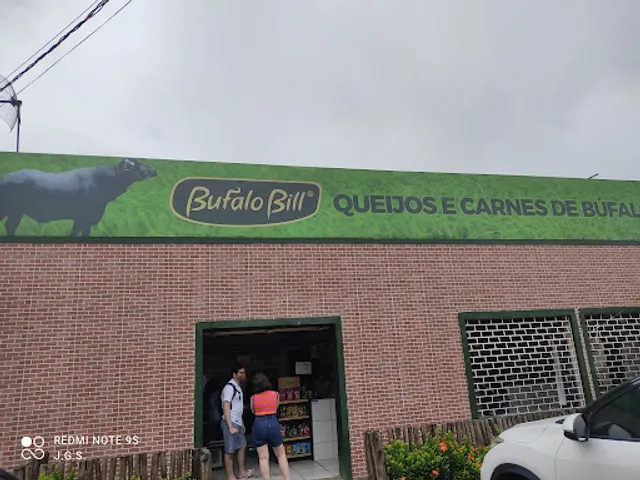 Bufalo Bill®
QUEIJOS E CARNES DE BÚFAL
REDMI NOTE 9S
J.G.S.